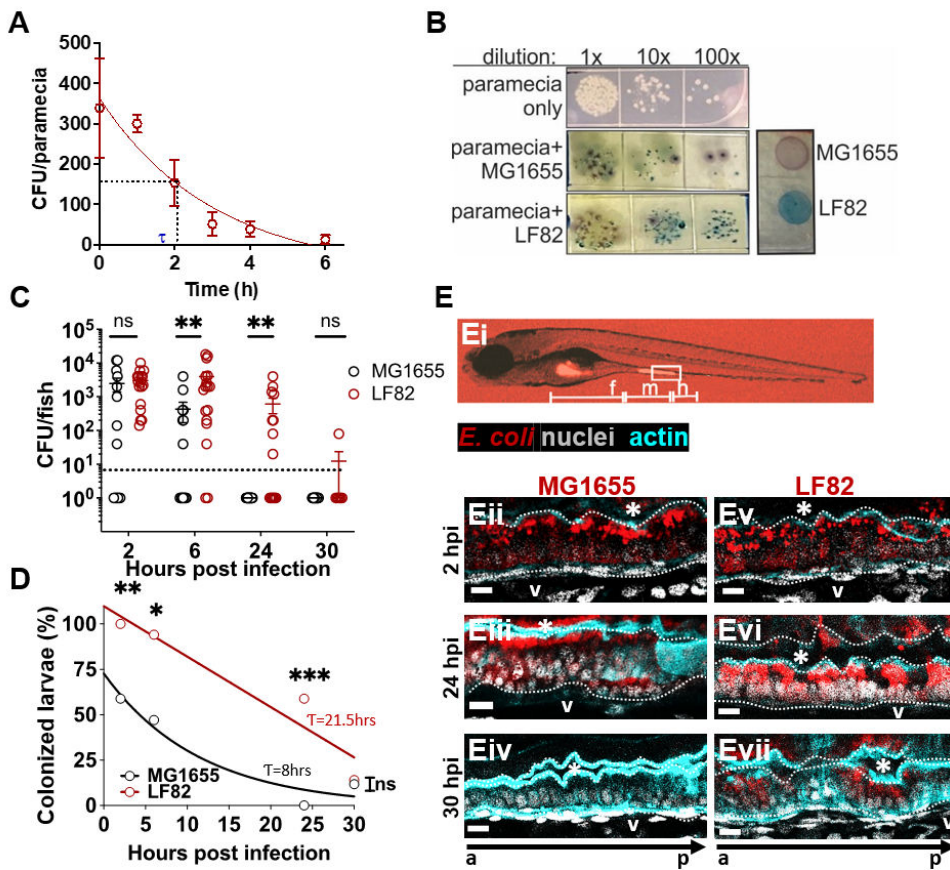 A
CFU/paramecia
500
400
300
200
100
0
τ
0 2 4 6
Time (h)
B
dilution: 1x 10x 100x
paramecia only
paramecia+ MG1655
paramecia+ LF82
MG1655
LF82
C
ns ** ** ns
CFU/fish
10⁵
10⁴
10³
10²
10¹
10⁰
MG1655
LF82
2 6 24 30
Hours post infection
D
** * ***
Colonized larvae (%)
100
75
50
25
0
T=21.5hrs
T=8hrs
MG1655
LF82
ns
0 5 10 15 20 25 30
Hours post infection
E
Ei
f m h
E. coli nuclei actin
MG1655 LF82
2 hpi
Eii * v
Ev * v
24 hpi
Eiii * v
Evi * v
30 hpi
Eiv * v
Evii * v
a p a p